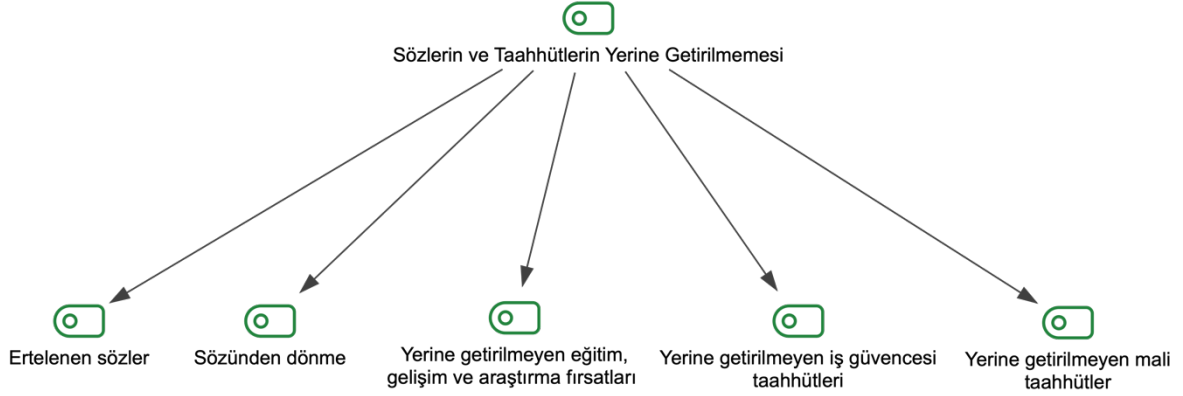 Sözlerin ve Taahhütlerin Yerine Getirilmemesi
Ertelenen sözler
Sözünden dönme
Yerine getirilmeyen eğitim,
gelişim ve araştırma fırsatları
Yerine getirilmeyen iş güvencesi
taahhütleri
Yerine getirilmeyen mali
taahhütler